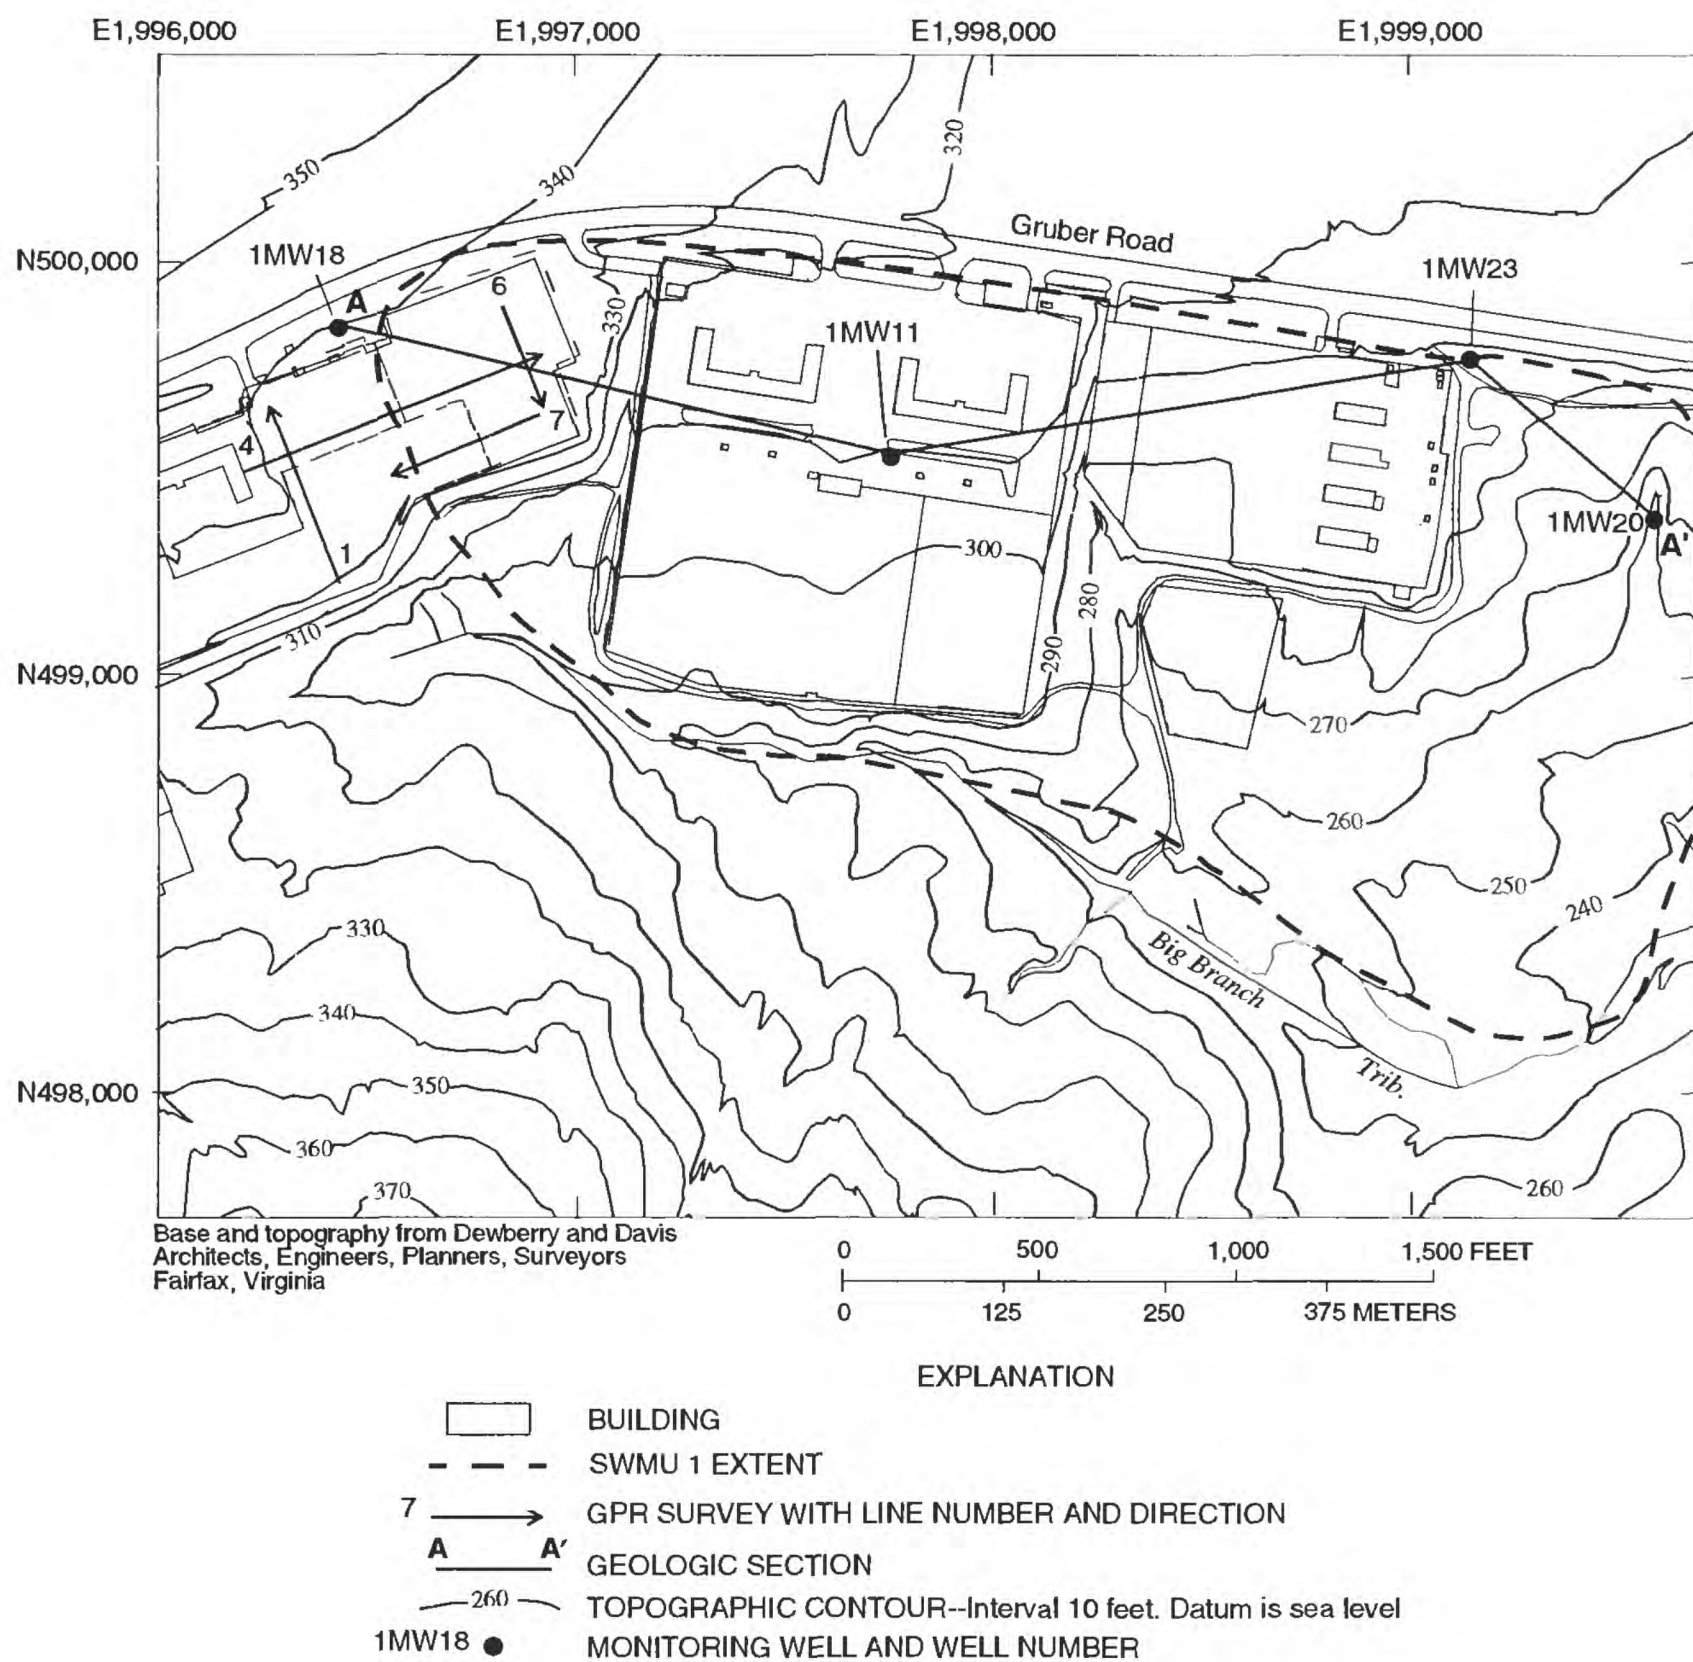 E1,996,000 E1,997,000 E1,998,000 E1,999,000
350
340
320
Gruber Road
N500,000
1MW18
A
6
330
1MW11
1MW23
4
7
1MW20
A'
1
300
280
310
290
N499,000
270
260
250
240
330
Big Branch
340
Trib.
N498,000
350
360
370
260
Base and topography from Dewberry and Davis
Architects, Engineers, Planners, Surveyors
Fairfax, Virginia
0 500 1,000 1,500 FEET
0 125 250 375 METERS
EXPLANATION
BUILDING
SWMU 1 EXTENT
7 GPR SURVEY WITH LINE NUMBER AND DIRECTION
A A′ GEOLOGIC SECTION
260 TOPOGRAPHIC CONTOUR--Interval 10 feet. Datum is sea level
1MW18 MONITORING WELL AND WELL NUMBER